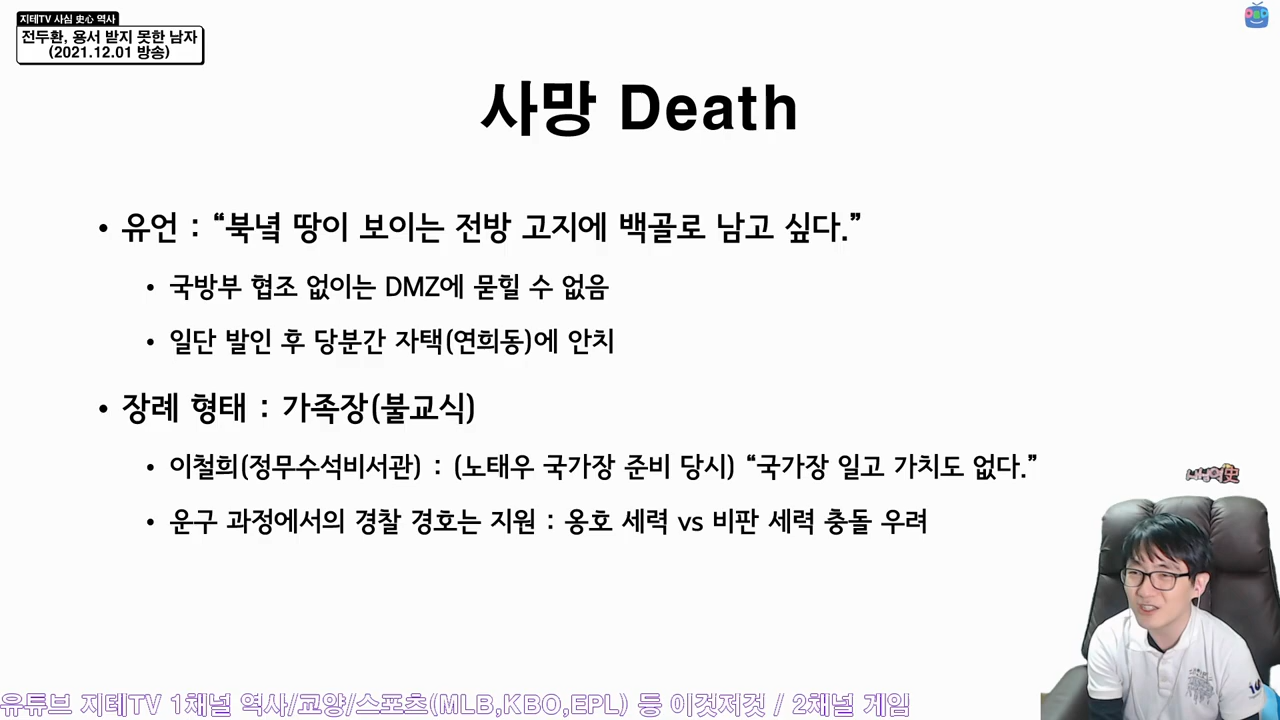 지테TV 사심 史心 역사
전두환, 용서 받지 못한 남자
(2021.12.01 방송)
사망 Death
• 유언 : “북녘 땅이 보이는 전방 고지에 백골로 남고 싶다.”
• 국방부 협조 없이는 DMZ에 묻힐 수 없음
• 일단 발인 후 당분간 자택(연희동)에 안치
• 장례 형태 : 가족장(불교식)
• 이철희(정무수석비서관) : (노태우 국가장 준비 당시) “국가장 일고 가치도 없다.”
• 운구 과정에서의 경찰 경호는 지원 : 옹호 세력 vs 비판 세력 충돌 우려
유튜브 지테TV 1채널 역사/교양/스포츠(MLB,KBO,EPL) 등 이것저것 / 2채널 게임